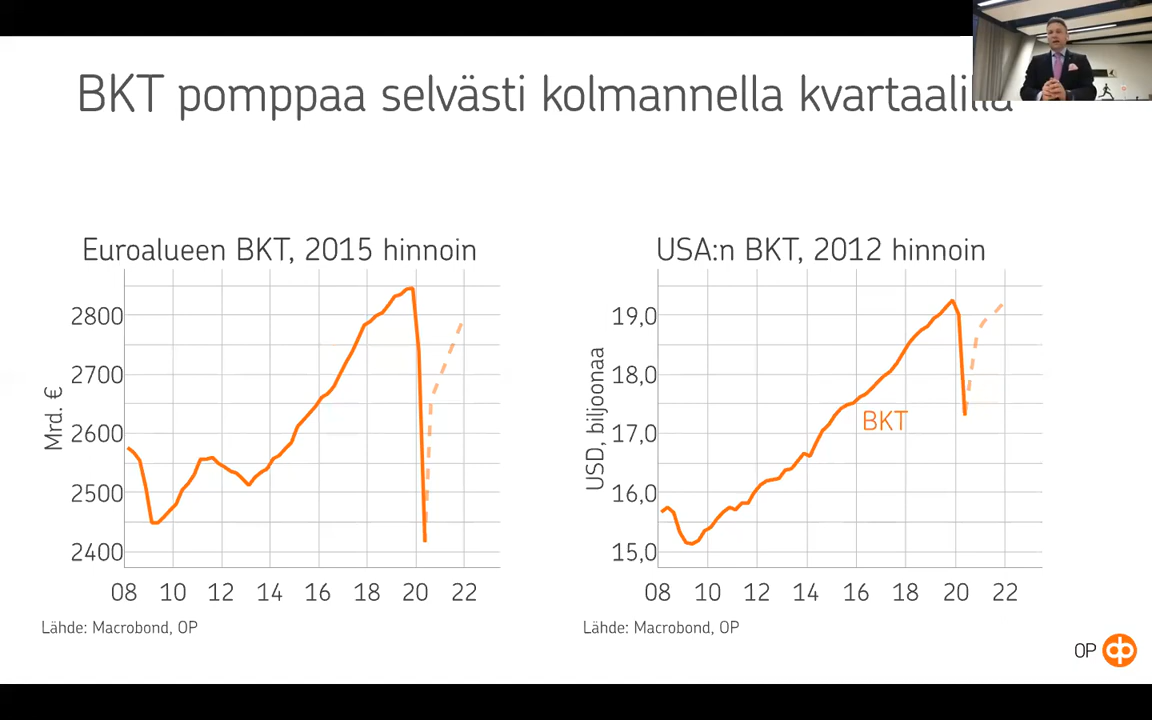 BKT pomppaa selvästi kolmannella kvartaalilla
Euroalueen BKT, 2015 hinnoin
Mrd. €
2800
2700
2600
2500
2400
08 10 12 14 16 18 20 22
Lähde: Macrobond, OP
USA:n BKT, 2012 hinnoin
USD, biljoonaa
19,0
18,0
17,0
16,0
15,0
BKT
08 10 12 14 16 18 20 22
Lähde: Macrobond, OP
OP